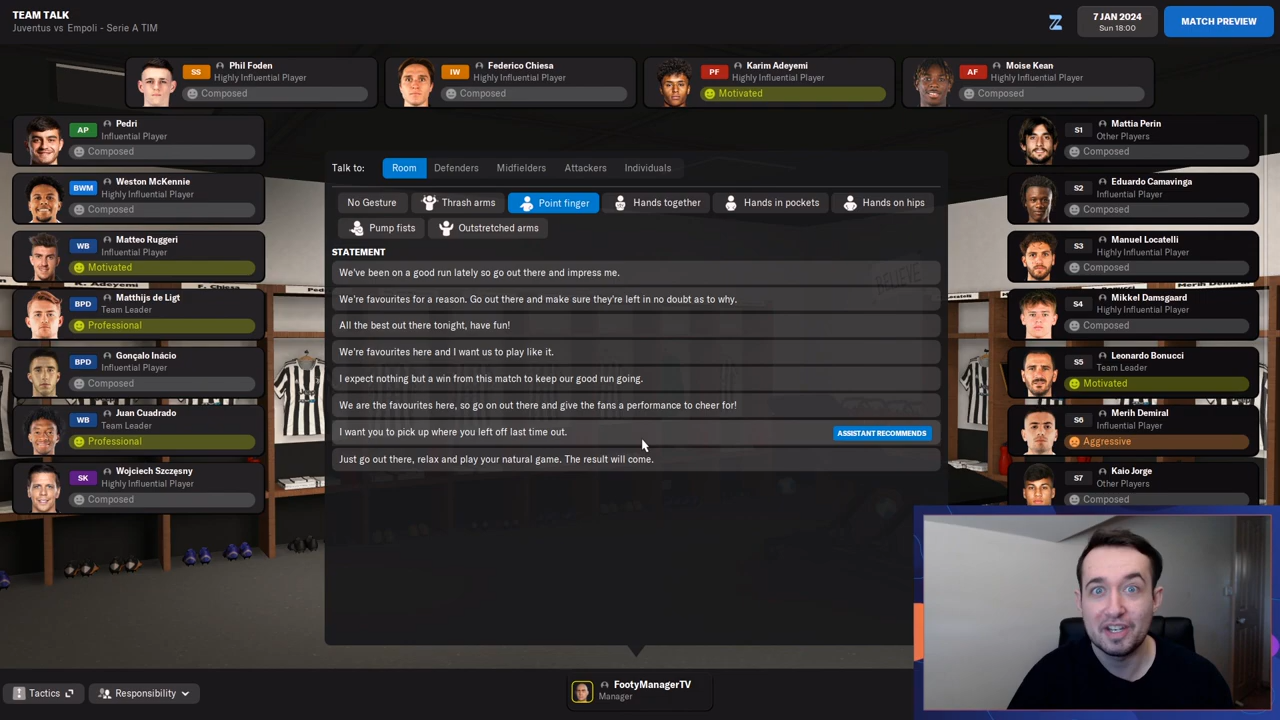 TEAM TALK
Juventus vs Empoli - Serie A TIM
7 JAN 2024
Sun 18:00
MATCH PREVIEW
SS Phil Foden
Highly Influential Player
Composed
IW Federico Chiesa
Highly Influential Player
Composed
PF Karim Adeyemi
Highly Influential Player
Motivated
AF Moise Kean
Highly Influential Player
Composed
AP Pedri
Influential Player
Composed
BWM Weston McKennie
Highly Influential Player
Composed
WB Matteo Ruggeri
Influential Player
Motivated
BPD Matthijs de Ligt
Team Leader
Professional
BPD Gonçalo Inácio
Influential Player
Composed
WB Juan Cuadrado
Team Leader
Professional
SK Wojciech Szczęsny
Highly Influential Player
Composed
Talk to: Room Defenders Midfielders Attackers Individuals
No Gesture Thrash arms Point finger Hands together Hands in pockets Hands on hips
Pump fists Outstretched arms
STATEMENT
We've been on a good run lately so go out there and impress me.
We're favourites for a reason. Go out there and make sure they're left in no doubt as to why.
All the best out there tonight, have fun!
We're favourites here and I want us to play like it.
I expect nothing but a win from this match to keep our good run going.
We are the favourites here, so go on out there and give the fans a performance to cheer for!
I want you to pick up where you left off last time out. ASSISTANT RECOMMENDS
Just go out there, relax and play your natural game. The result will come.
BELIEVE
K. Adeyemi
F. Chiesa
Merih Demiral
S1 Mattia Perin
Other Players
Composed
S2 Eduardo Camavinga
Influential Player
Composed
S3 Manuel Locatelli
Highly Influential Player
Composed
S4 Mikkel Damsgaard
Highly Influential Player
Composed
S5 Leonardo Bonucci
Team Leader
Motivated
S6 Merih Demiral
Influential Player
Aggressive
S7 Kaio Jorge
Other Players
Composed
Tactics
Responsibility
FootyManagerTV
Manager